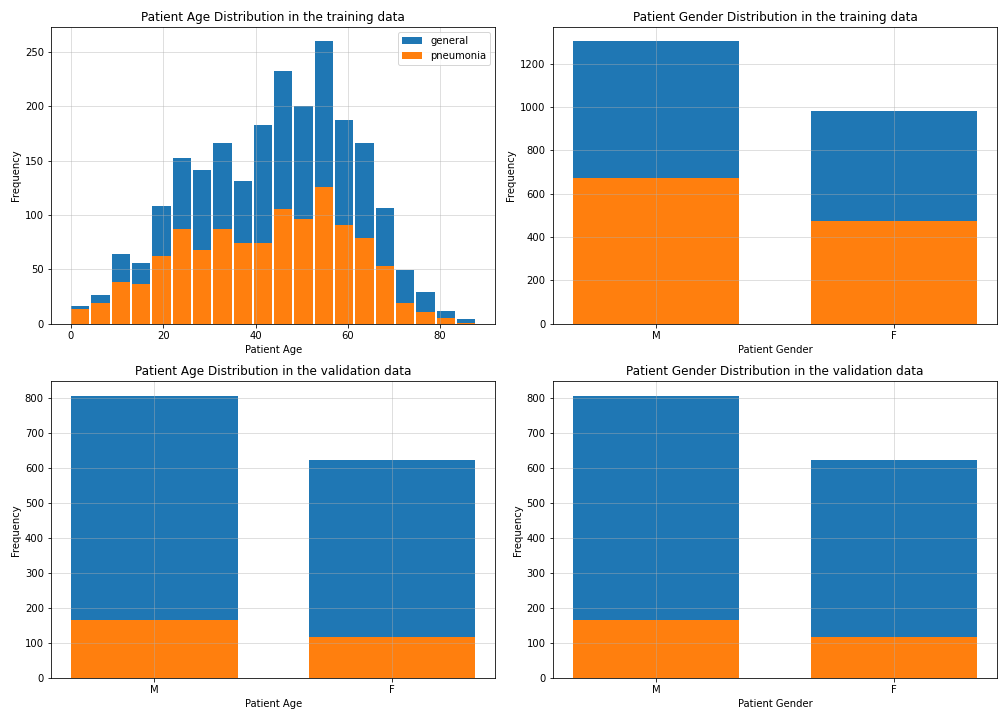 Patient Age Distribution in the training data
250
200
150
100
50
0
Frequency
general
pneumonia
0 20 40 60 80
Patient Age
Patient Gender Distribution in the training data
1200
1000
800
600
400
200
0
Frequency
M F
Patient Gender
Patient Age Distribution in the validation data
800
700
600
500
400
300
200
100
0
Frequency
M F
Patient Age
Patient Gender Distribution in the validation data
800
700
600
500
400
300
200
100
0
Frequency
M F
Patient Gender